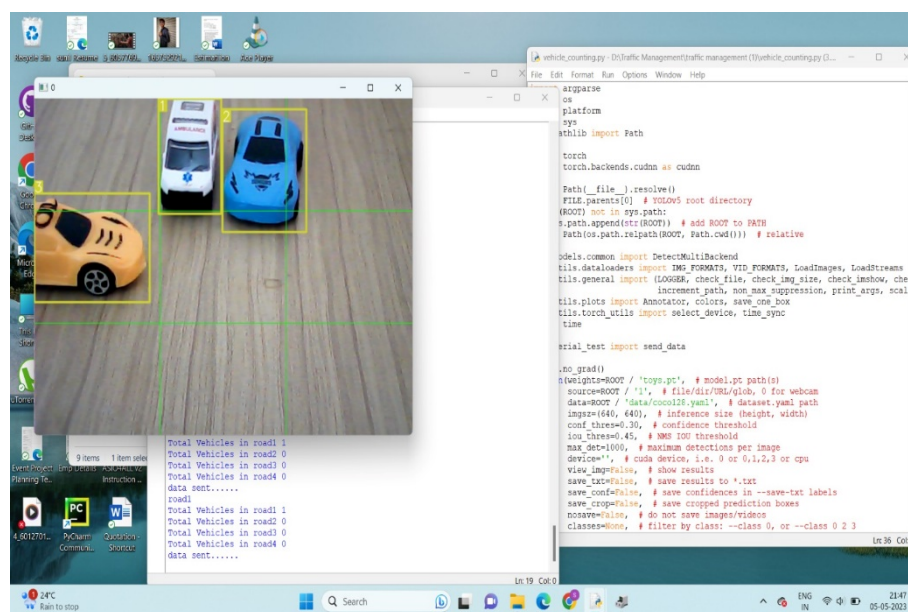 Recycle Bin
Ace Player
vehicle_counting.py - D:\Traffic Management\traffic management (1)\vehicle_counting.py (3....
File Edit Format Run Options Window Help
argparse
os
platform
sys
athlib import Path
torch
torch.backends.cudnn as cudnn
Path(__file__).resolve()
FILE.parents[0] # YOLOv5 root directory
(ROOT) not in sys.path:
s.path.append(str(ROOT)) # add ROOT to PATH
Path(os.path.relpath(ROOT, Path.cwd())) # relative
odels.common import DetectMultiBackend
tils.dataloaders import IMG_FORMATS, VID_FORMATS, LoadImages, LoadStreams
tils.general import (LOGGER, check_file, check_img_size, check_imshow, che
increment_path, non_max_suppression, print_args, scal
tils.plots import Annotator, colors, save_one_box
tils.torch_utils import select_device, time_sync
time
erial_test import send_data
.no_grad()
n(weights=ROOT / 'toys.pt', # model.pt path(s)
source=ROOT / '1', # file/dir/URL/glob, 0 for webcam
data=ROOT / 'data/coco128.yaml', # dataset.yaml path
imgsz=(640, 640), # inference size (height, width)
conf_thres=0.30, # confidence threshold
iou_thres=0.45, # NMS IOU threshold
max_det=1000, # maximum detections per image
device='', # cuda device, i.e. 0 or 0,1,2,3 or cpu
view_img=False, # show results
save_txt=False, # save results to *.txt
save_conf=False, # save confidences in --save-txt labels
save_crop=False, # save cropped prediction boxes
nosave=False, # do not save images/videos
classes=None, # filter by class: --class 0, or --class 0 2 3
Ln: 36 Col:
0
1
2
3
AMBULANCE
Total Vehicles in road1 1
Total Vehicles in road2 0
Total Vehicles in road3 0
Total Vehicles in road4 0
data sent......
road1
Total Vehicles in road1 1
Total Vehicles in road2 0
Total Vehicles in road3 0
Total Vehicles in road4 0
data sent......
Ln: 19 Col: 0
9 items 1 item sele
Event Project Planning Te...
Emp Details
Instruction ...
4_6012701...
PyCharm Communi...
Quotation - Shortcut
24°C
Rain to stop
Search
ENG
IN
21:47
05-05-2023